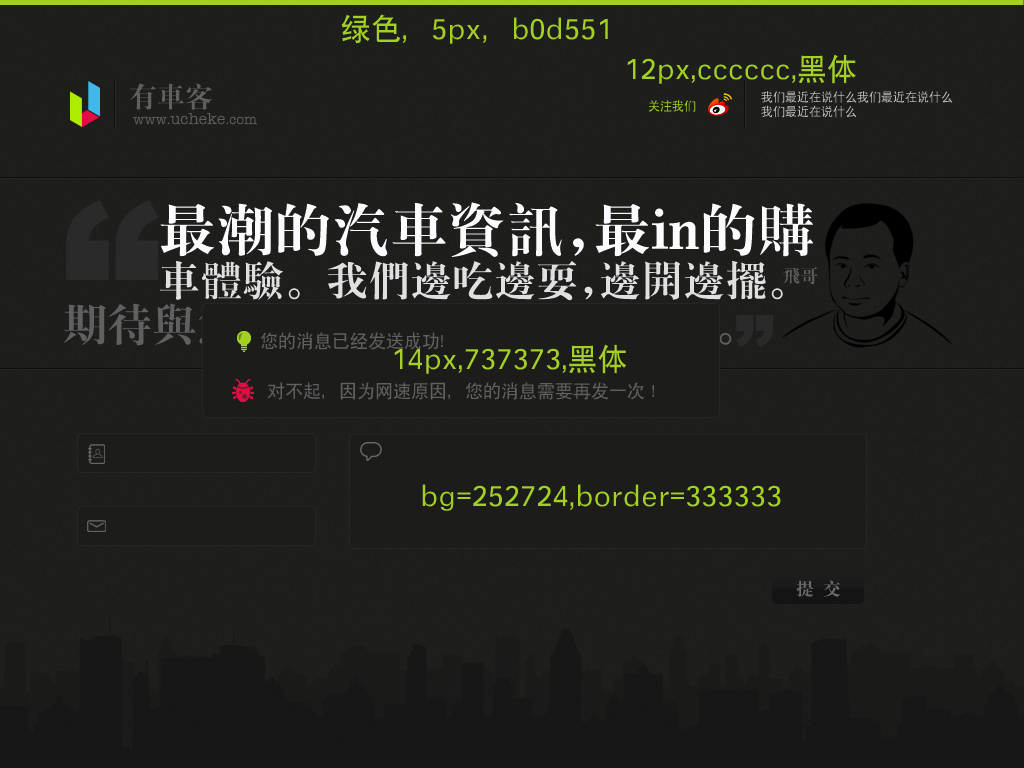 绿色, 5px, b0d551
12px,cccccc,黑体
有車客
www.ucheke.com
关注我们
我们最近在说什么我们最近在说什么
我们最近在说什么
最潮的汽車資訊,最in的購
車體驗。我們邊吃邊耍,邊開邊擺。
飛哥
期待與
您的消息已经发送成功!
14px,737373,黑体
对不起, 因为网速原因, 您的消息需要再发一次!
bg=252724,border=333333
提 交